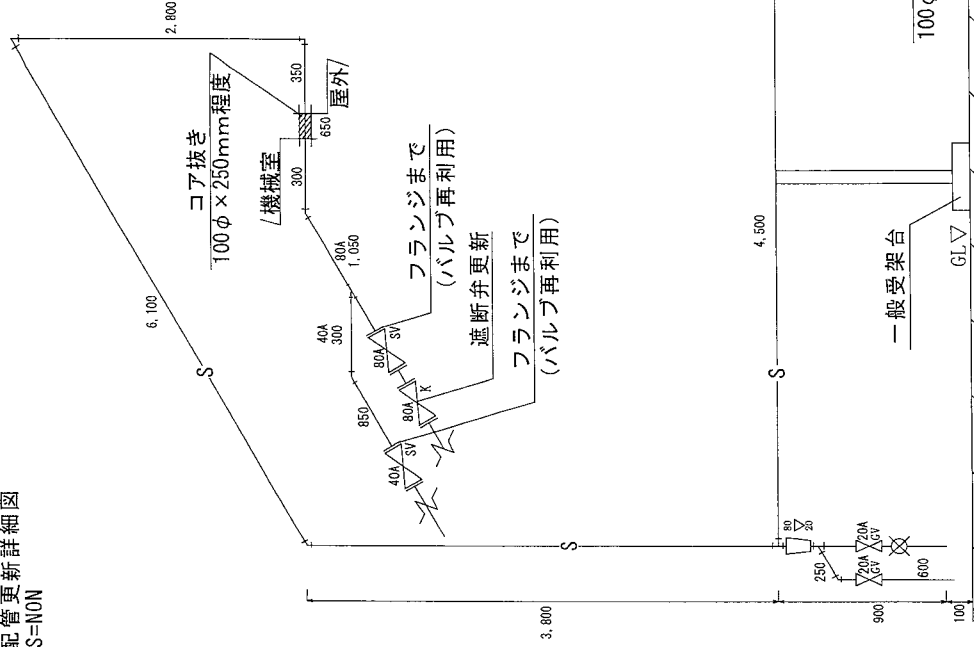 配管更新詳細図
S=NON
6,100
2,800
S
コア抜き
100φ×250mm程度
機械室
屋外
350
650
300
80A
1,050
40A
300
850
80A
SV
80A
K
40A
SV
フランジまで
(バルブ再利用)
遮断弁更新
フランジまで
(バルブ再利用)
4,500
S
S
3,800
80▽20
250
20A
GV
20A
GV
600
900
100
一般受架台
GL▽
100φ